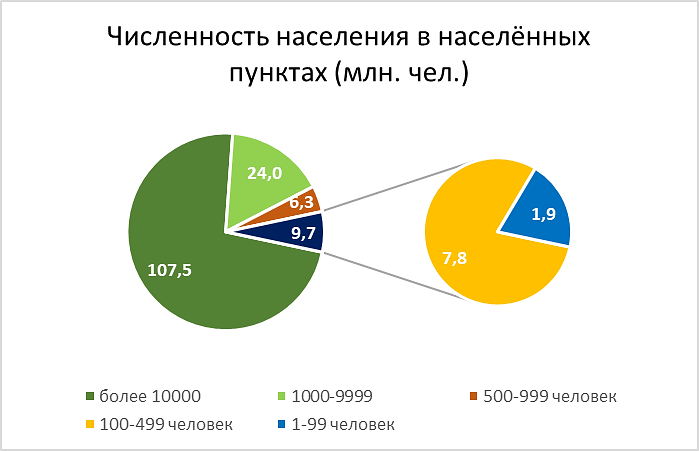 Численность населения в населённых
пунктах (млн. чел.)
24,0
6,3
9,7
107,5
1,9
7,8
более 10000
1000-9999
500-999 человек
100-499 человек
1-99 человек